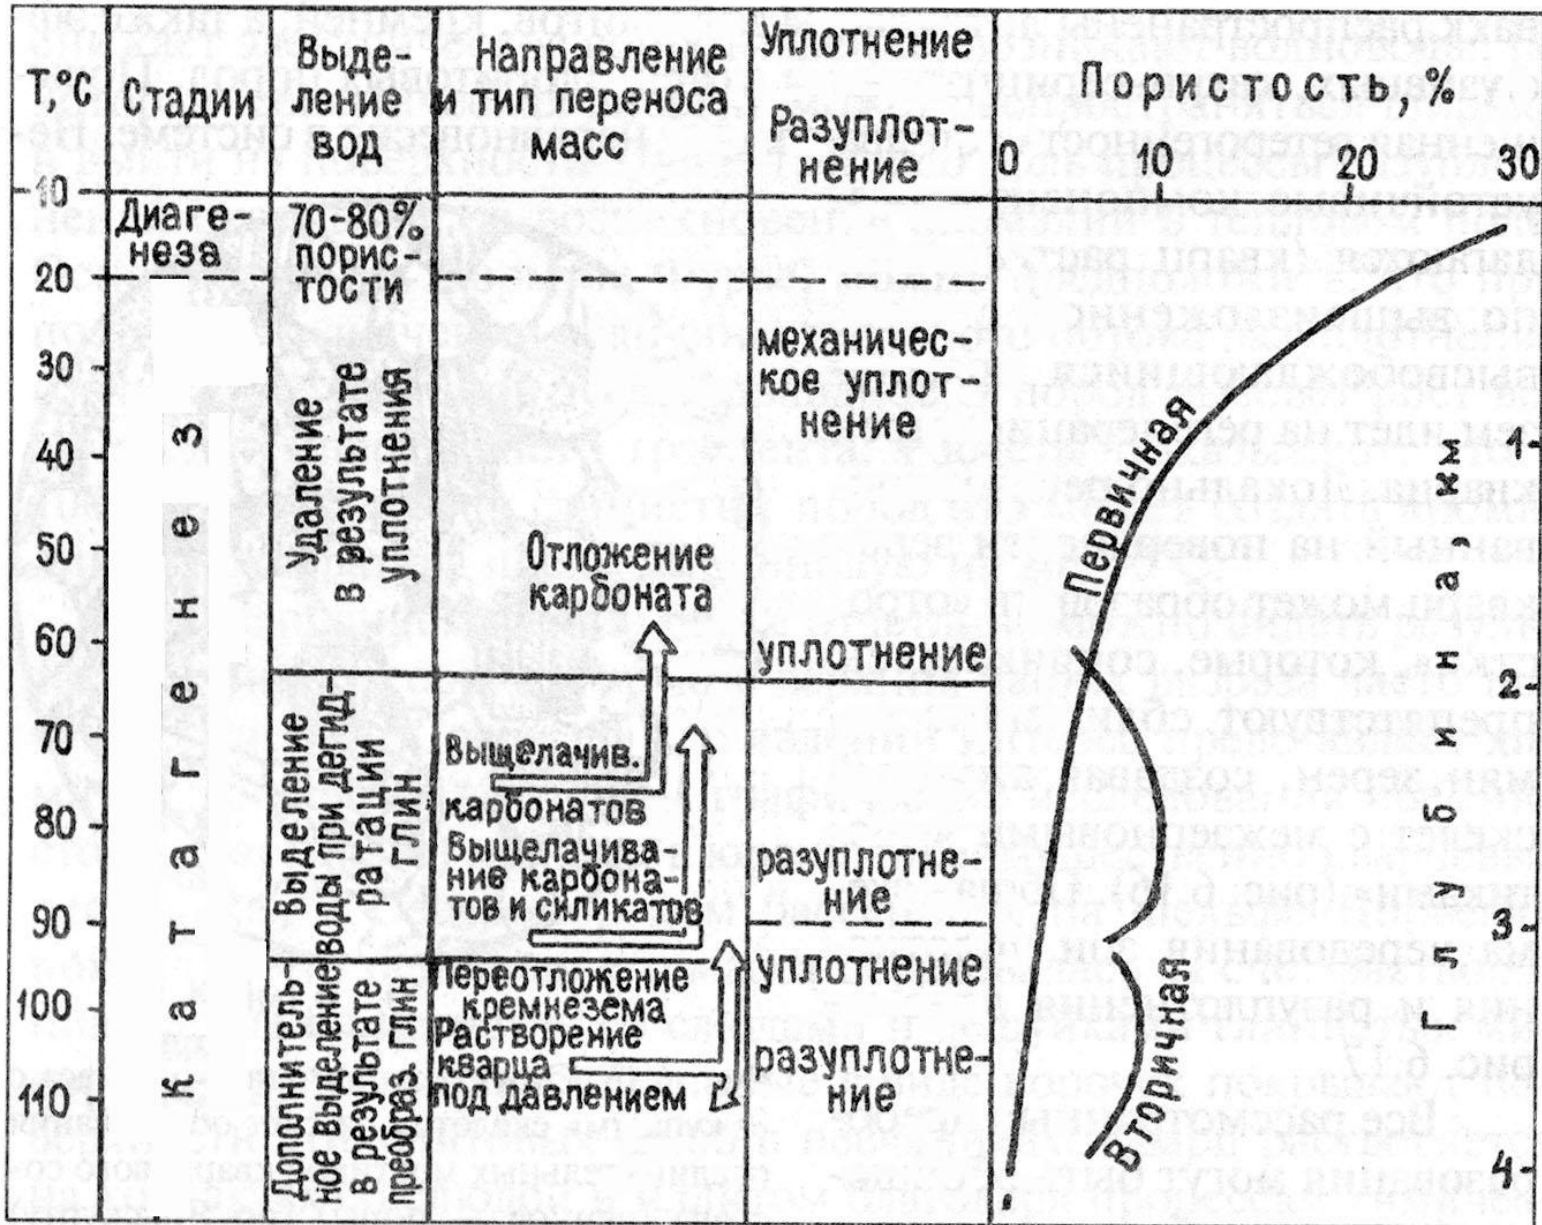 Т,°С
Стадии
Выде-
ление
вод
Направление
и тип переноса
масс
Уплотнение
Разуплот-
нение
Пористость, %
0
10
20
30
10
20
30
40
50
60
70
80
90
100
110
Диаге-
неза
Катагенез
70-80%
порис-
тости
Удаление
в результате
уплотнения
Выделение
воды при дегид-
ратации
глин
Дополнитель-
ное выделение
в результате
преобраз. глин
Отложение
карбоната
Выщелачив.
карбонатов
Выщелачива-
ние карбона-
тов и силикатов
Переотложение
кремнезема
Растворение
кварца
под давлением
механичес-
кое уплот-
нение
уплотнение
разуплотне-
ние
уплотнение
разуплотне-
ние
Первичная
Вторичная
Глубина, км
1
2
3
4